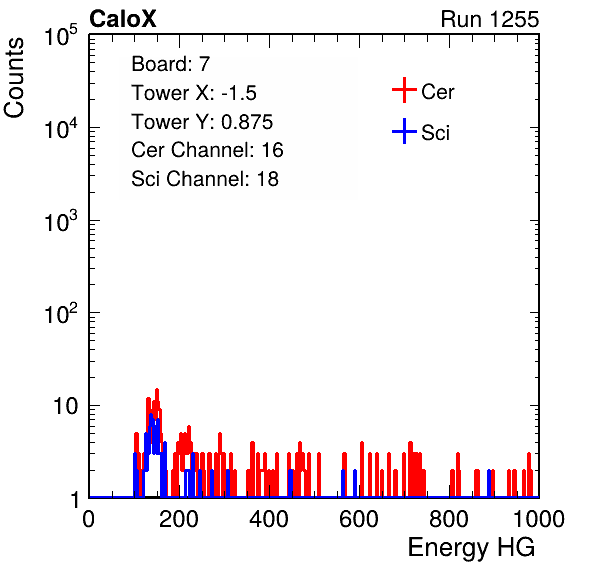 CaloX Run 1255
Counts
Board: 7
Tower X: -1.5
Tower Y: 0.875
Cer Channel: 16
Sci Channel: 18
Cer
Sci
10^5
10^4
10^3
10^2
10
1
0 200 400 600 800 1000
Energy HG